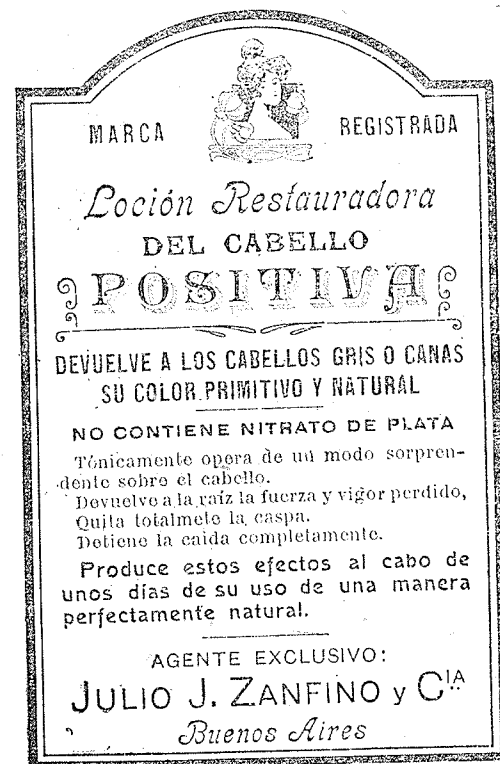 MARCA REGISTRADA
Loción Restauradora
DEL CABELLO
POSITIVA
DEVUELVE A LOS CABELLOS GRIS O CANAS
SU COLOR PRIMITIVO Y NATURAL
NO CONTIENE NITRATO DE PLATA
Tónicamente opera de un modo sorpren-
dente sobre el cabello.
Devuelve a la raíz la fuerza y vigor perdido,
Quita totalmete la caspa.
Detiene la caida completamente.
Produce estos efectos al cabo de
unos días de su uso de una manera
perfectamente natural.
AGENTE EXCLUSIVO:
JULIO J. ZANFINO y CIA
Buenos Aires